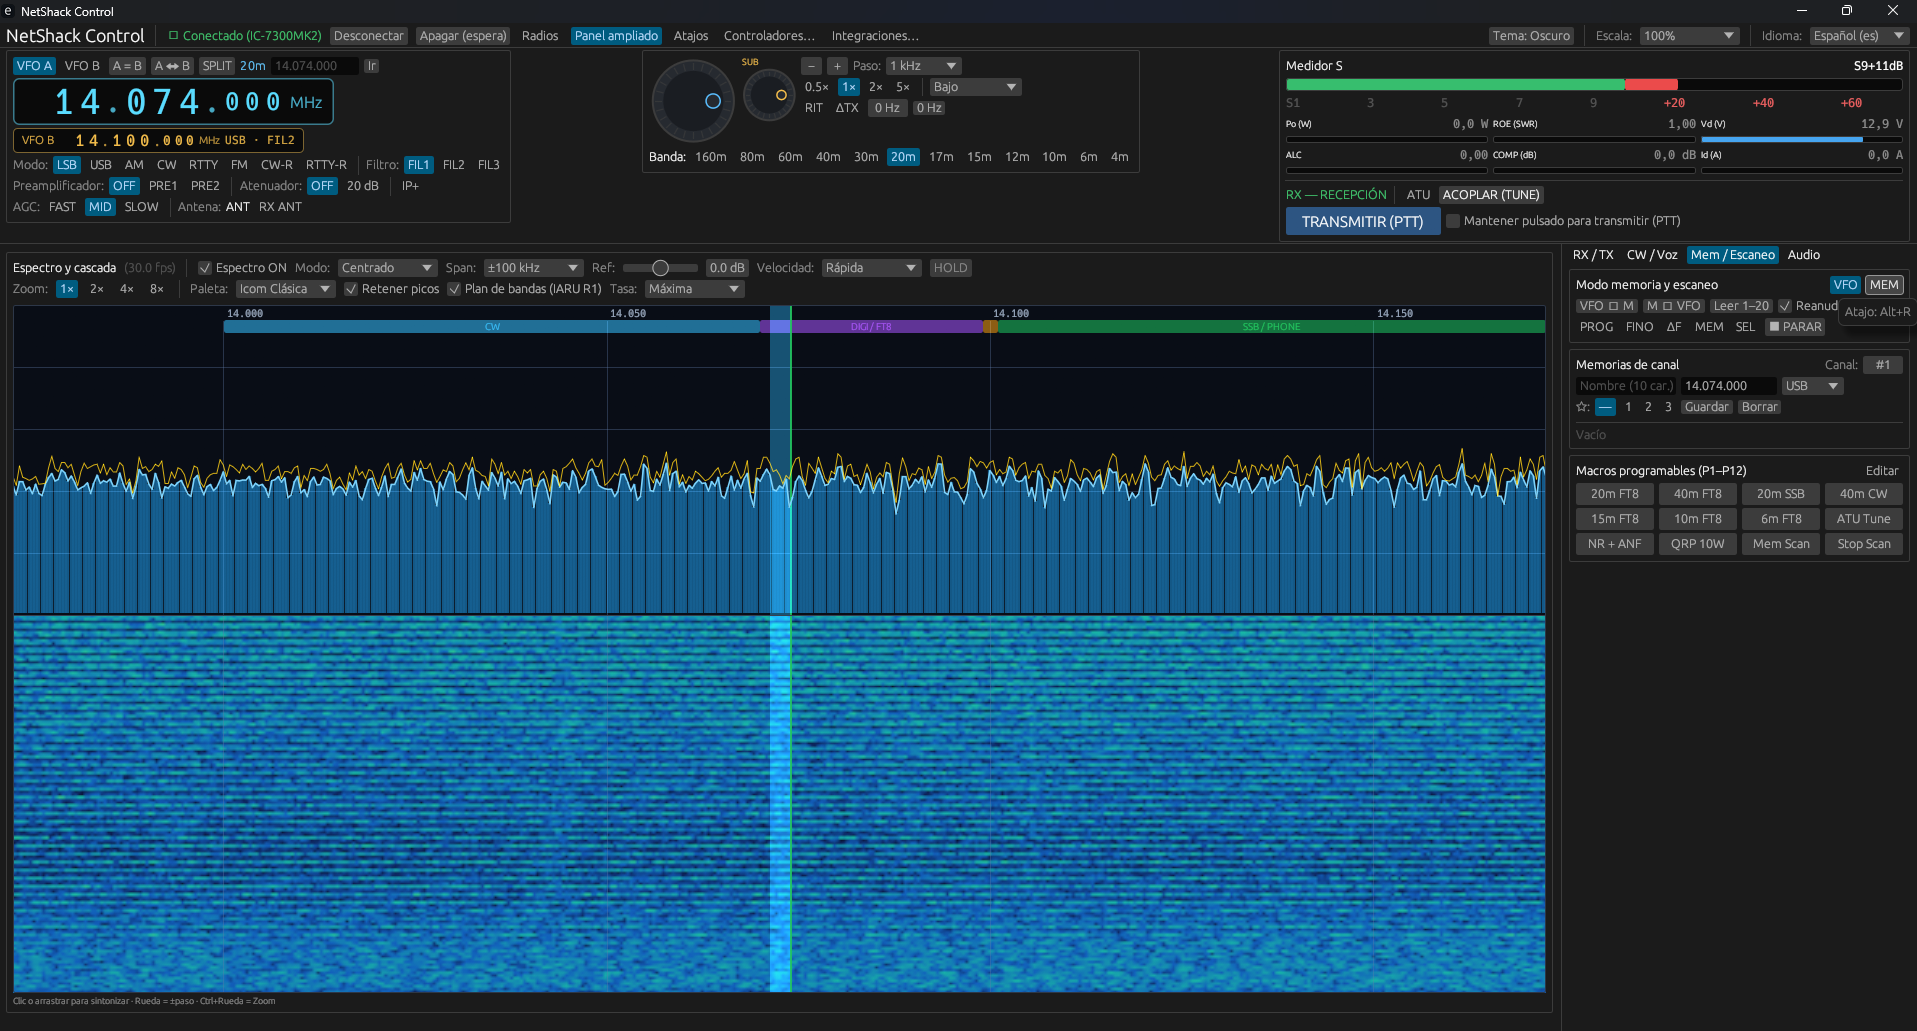 NetShack Control
NetShack Control Conectado (IC-7300MK2) Desconectar Apagar (espera) Radios Panel ampliado Atajos Controladores... Integraciones... Tema: Oscuro Escala: 100% Idioma: Español (es)
VFO A VFO B A = B A ⬌ B SPLIT 20m 14.074.000 Ir
14.074.000 MHz
VFO B 14.100.000 MHz USB · FIL2
Modo: LSB USB AM CW RTTY FM CW-R RTTY-R Filtro: FIL1 FIL2 FIL3
Preamplificador: OFF PRE1 PRE2 Atenuador: OFF 20 dB IP+
AGC: FAST MID SLOW Antena: ANT RX ANT
SUB − + Paso: 1 kHz
0.5× 1× 2× 5× Bajo
RIT ΔTX 0 Hz 0 Hz
Banda: 160m 80m 60m 40m 30m 20m 17m 15m 12m 10m 6m 4m
Medidor S S9+11dB
S1 3 5 7 9 +20 +40 +60
Po (W) 0,0 W ROE (SWR) 1,00 Vd (V) 12,9 V
ALC 0,00 COMP (dB) 0,0 dB Id (A) 0,0 A
RX — RECEPCIÓN ATU ACOPLAR (TUNE)
TRANSMITIR (PTT) Mantener pulsado para transmitir (PTT)
Espectro y cascada (30.0 fps) Espectro ON Modo: Centrado Span: ±100 kHz Ref: 0.0 dB Velocidad: Rápida HOLD
Zoom: 1× 2× 4× 8× Paleta: Icom Clásica Retener picos Plan de bandas (IARU R1) Tasa: Máxima
14.000 14.050 14.100 14.150
CW DIGI / FT8 SSB / PHONE
Clic o arrastrar para sintonizar · Rueda = ±paso · Ctrl+Rueda = Zoom
RX / TX CW / Voz Mem / Escaneo Audio
Modo memoria y escaneo VFO MEM
VFO □ M M □ VFO Leer 1–20 Reanud
Atajo: Alt+R
PROG FINO ΔF MEM SEL ■ PARAR
Memorias de canal Canal: #1
Nombre (10 car.) 14.074.000 USB
☆: — 1 2 3 Guardar Borrar
Vacío
Macros programables (P1–P12) Editar
20m FT8 40m FT8 20m SSB 40m CW
15m FT8 10m FT8 6m FT8 ATU Tune
NR + ANF QRP 10W Mem Scan Stop Scan